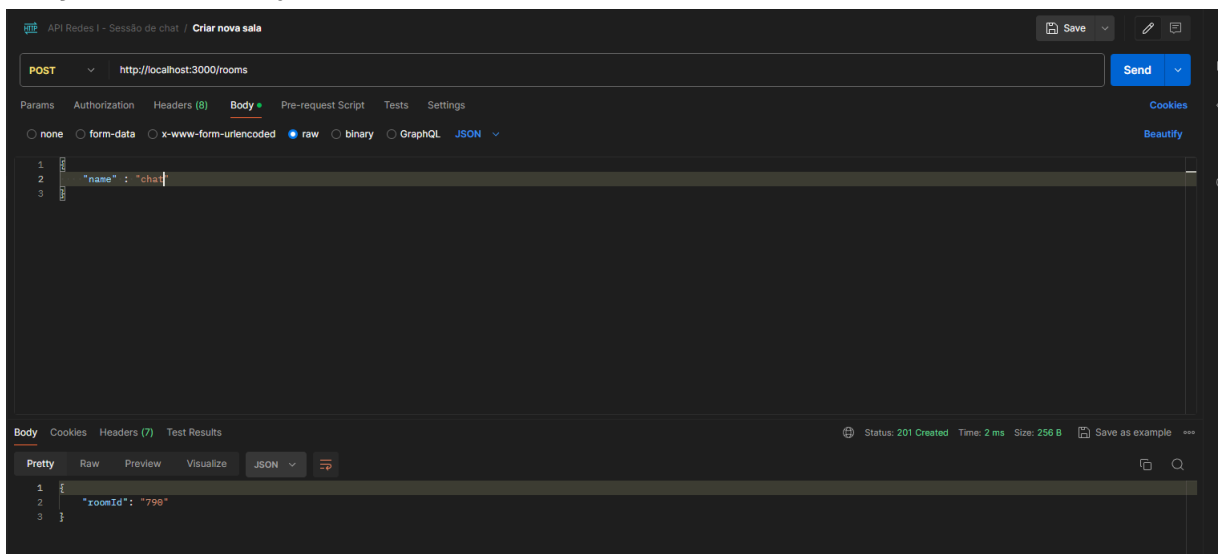 HTTP API Redes I - Sessão de chat / Criar nova sala Save
POST http://localhost:3000/rooms Send
Params Authorization Headers (8) Body Pre-request Script Tests Settings Cookies
none form-data x-www-form-urlencoded raw binary GraphQL JSON Beautify
1 {
2 "name" : "chat"
3 }
Body Cookies Headers (7) Test Results Status: 201 Created Time: 2 ms Size: 256 B Save as example
Pretty Raw Preview Visualize JSON
1 {
2 "roomId": "798"
3 }